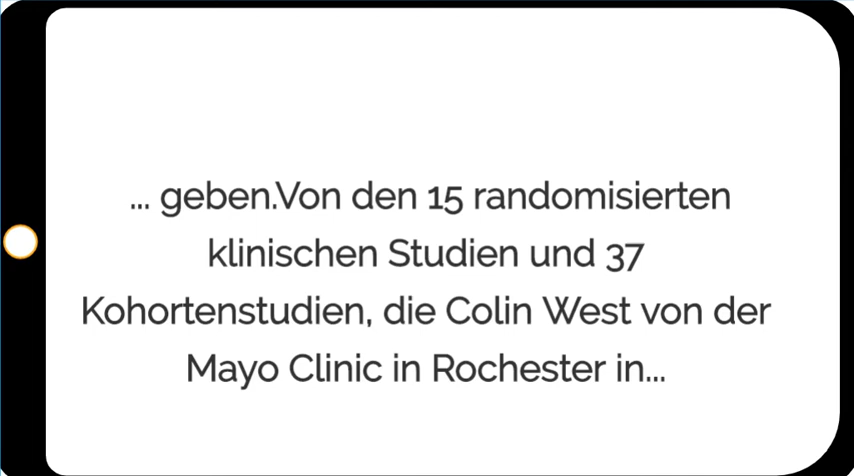 ... geben.Von den 15 randomisierten
klinischen Studien und 37
Kohortenstudien, die Colin West von der
Mayo Clinic in Rochester in...